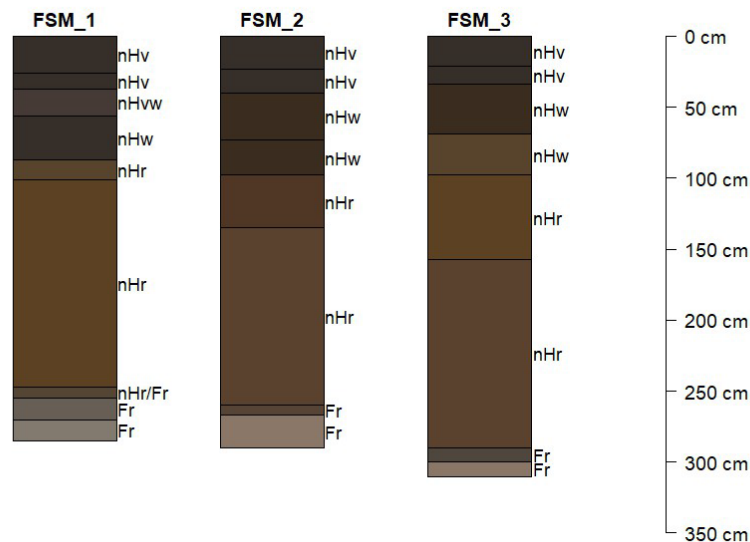 FSM_1
nHv
nHv
nHvw
nHw
nHr
nHr
nHr/Fr
Fr
Fr
FSM_2
nHv
nHv
nHw
nHw
nHr
nHr
Fr
Fr
FSM_3
nHv
nHv
nHw
nHw
nHr
nHr
Fr
Fr
0 cm
50 cm
100 cm
150 cm
200 cm
250 cm
300 cm
350 cm